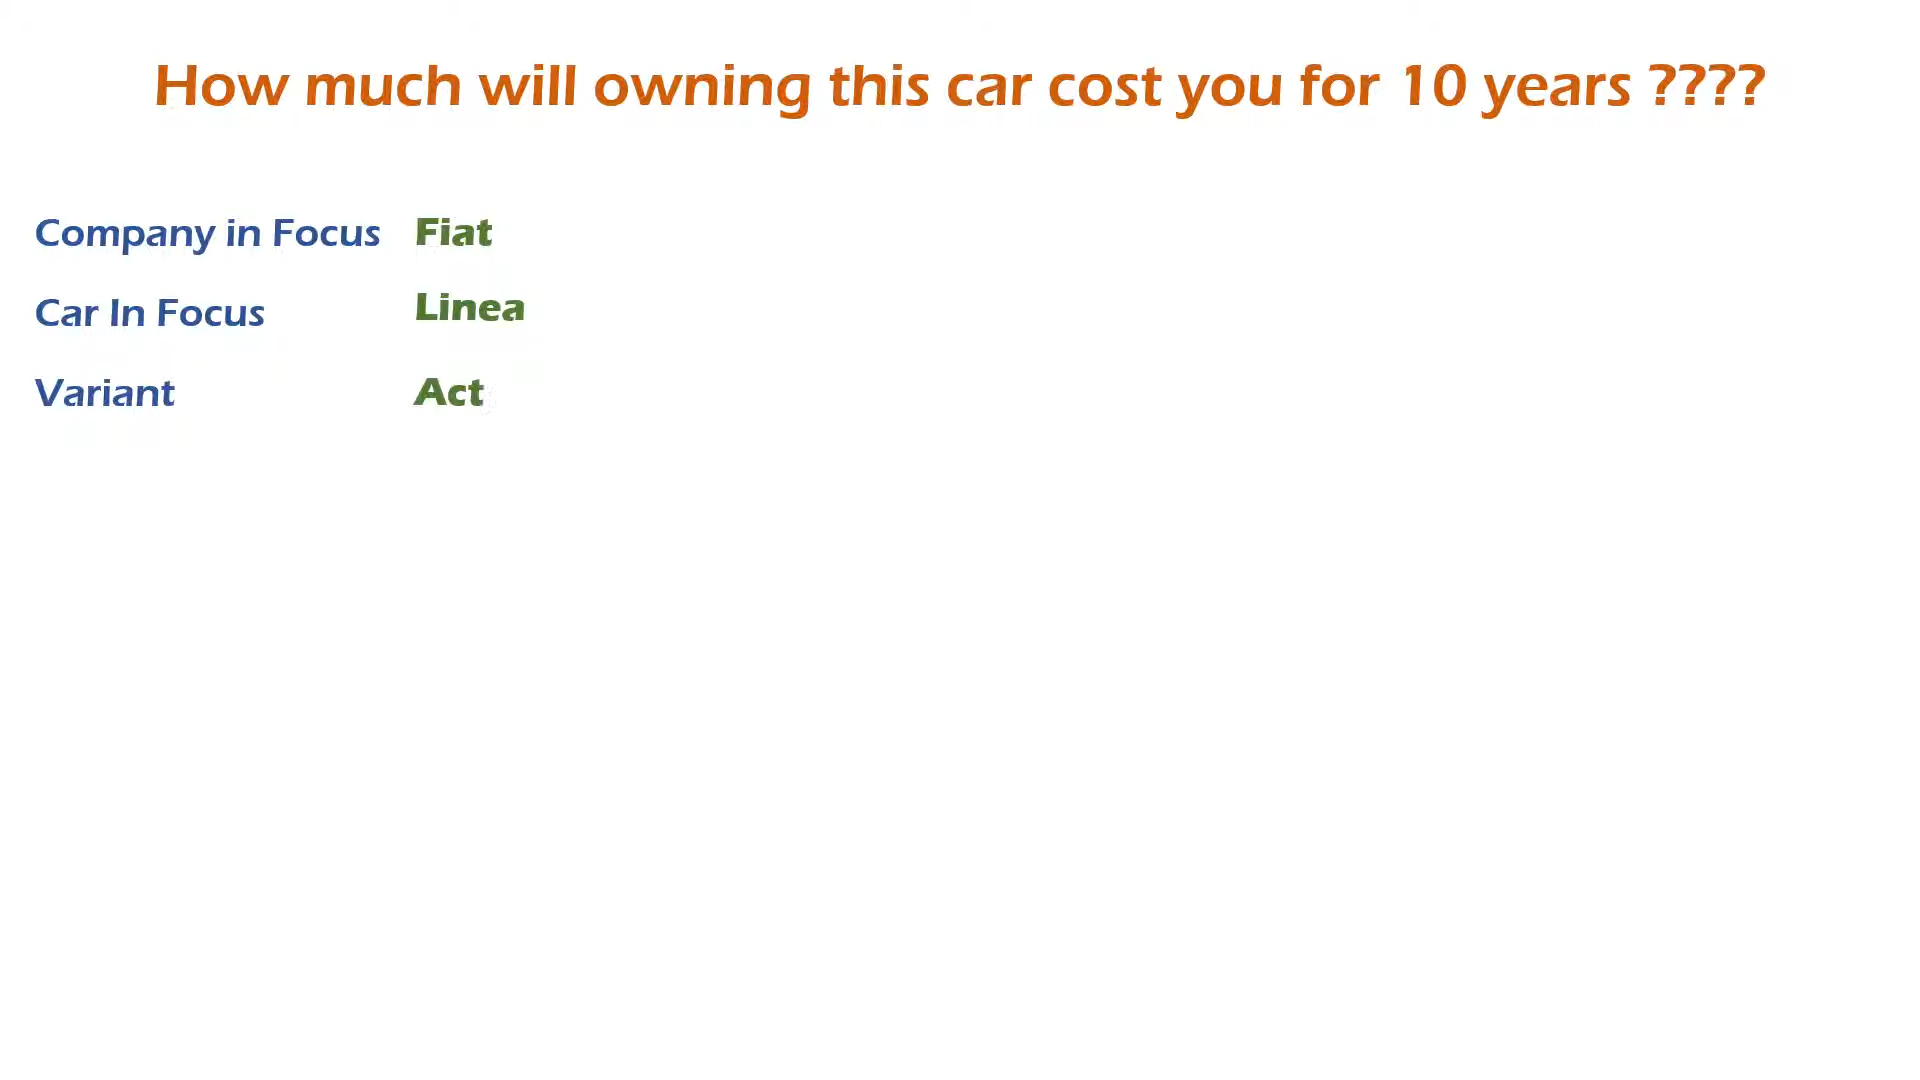 How much will owning this car cost you for 10 years ????
Company in Focus Fiat
Car In Focus Linea
Variant Act